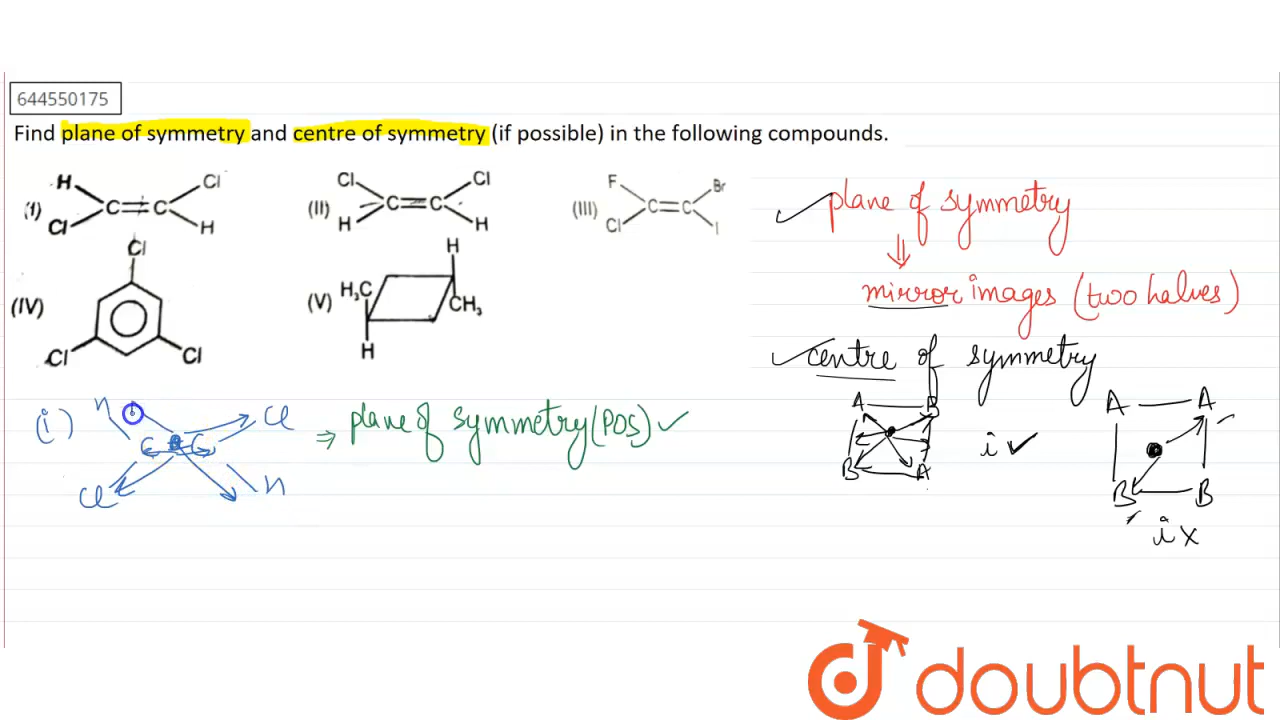 644550175
Find plane of symmetry and centre of symmetry (if possible) in the following compounds.
(I) H Cl C=C Cl H
(II) Cl Cl C=C H H
(III) F Br C=C Cl I
(IV) Cl Cl Cl
(V) H H₃C CH₃ H
plane of symmetry
⇓
mirror images (two halves)
centre of symmetry
A B
B A
i ✓
A A
B B
i x
(i) H Cl
C C
Cl H
⇒ plane of symmetry (POS) ✓
doubtnut